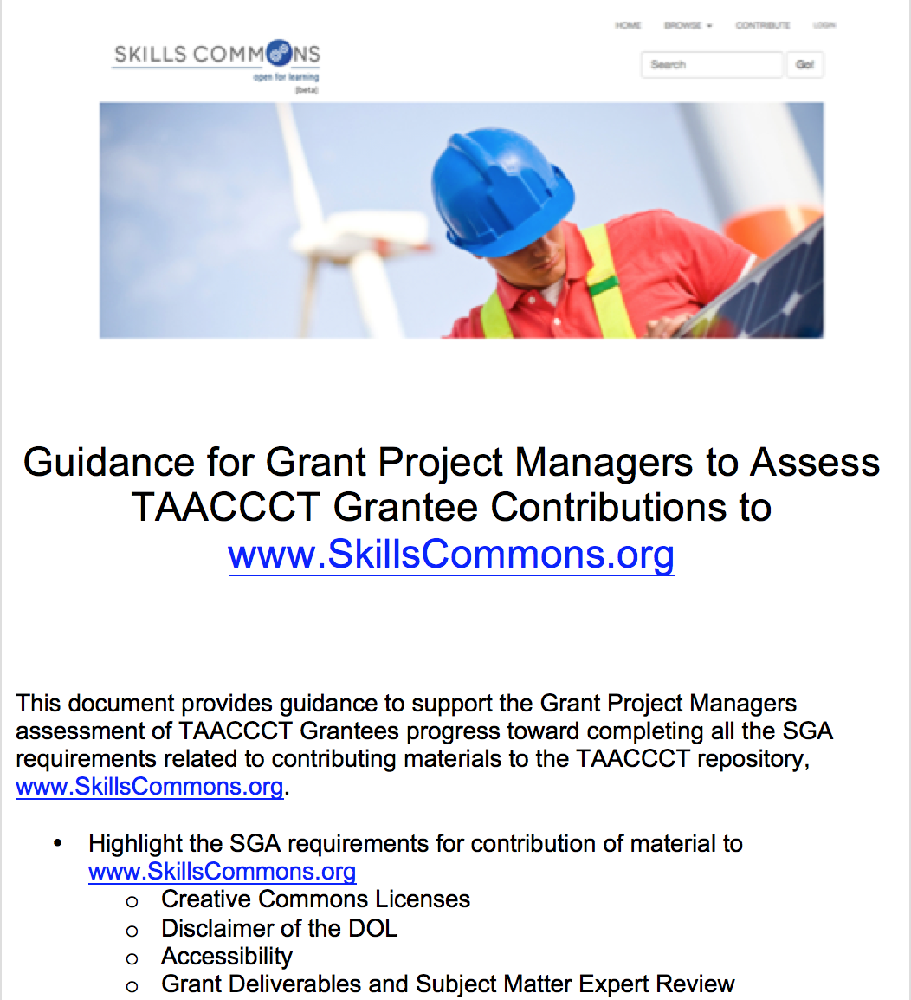 HOME BROWSE CONTRIBUTE LOGIN
SKILLS COMMONS
open for learning
[beta]
Search Go!
Guidance for Grant Project Managers to Assess
TAACCCT Grantee Contributions to
www.SkillsCommons.org
This document provides guidance to support the Grant Project Managers
assessment of TAACCCT Grantees progress toward completing all the SGA
requirements related to contributing materials to the TAACCCT repository,
www.SkillsCommons.org.
• Highlight the SGA requirements for contribution of material to
www.SkillsCommons.org
o Creative Commons Licenses
o Disclaimer of the DOL
o Accessibility
o Grant Deliverables and Subject Matter Expert Review